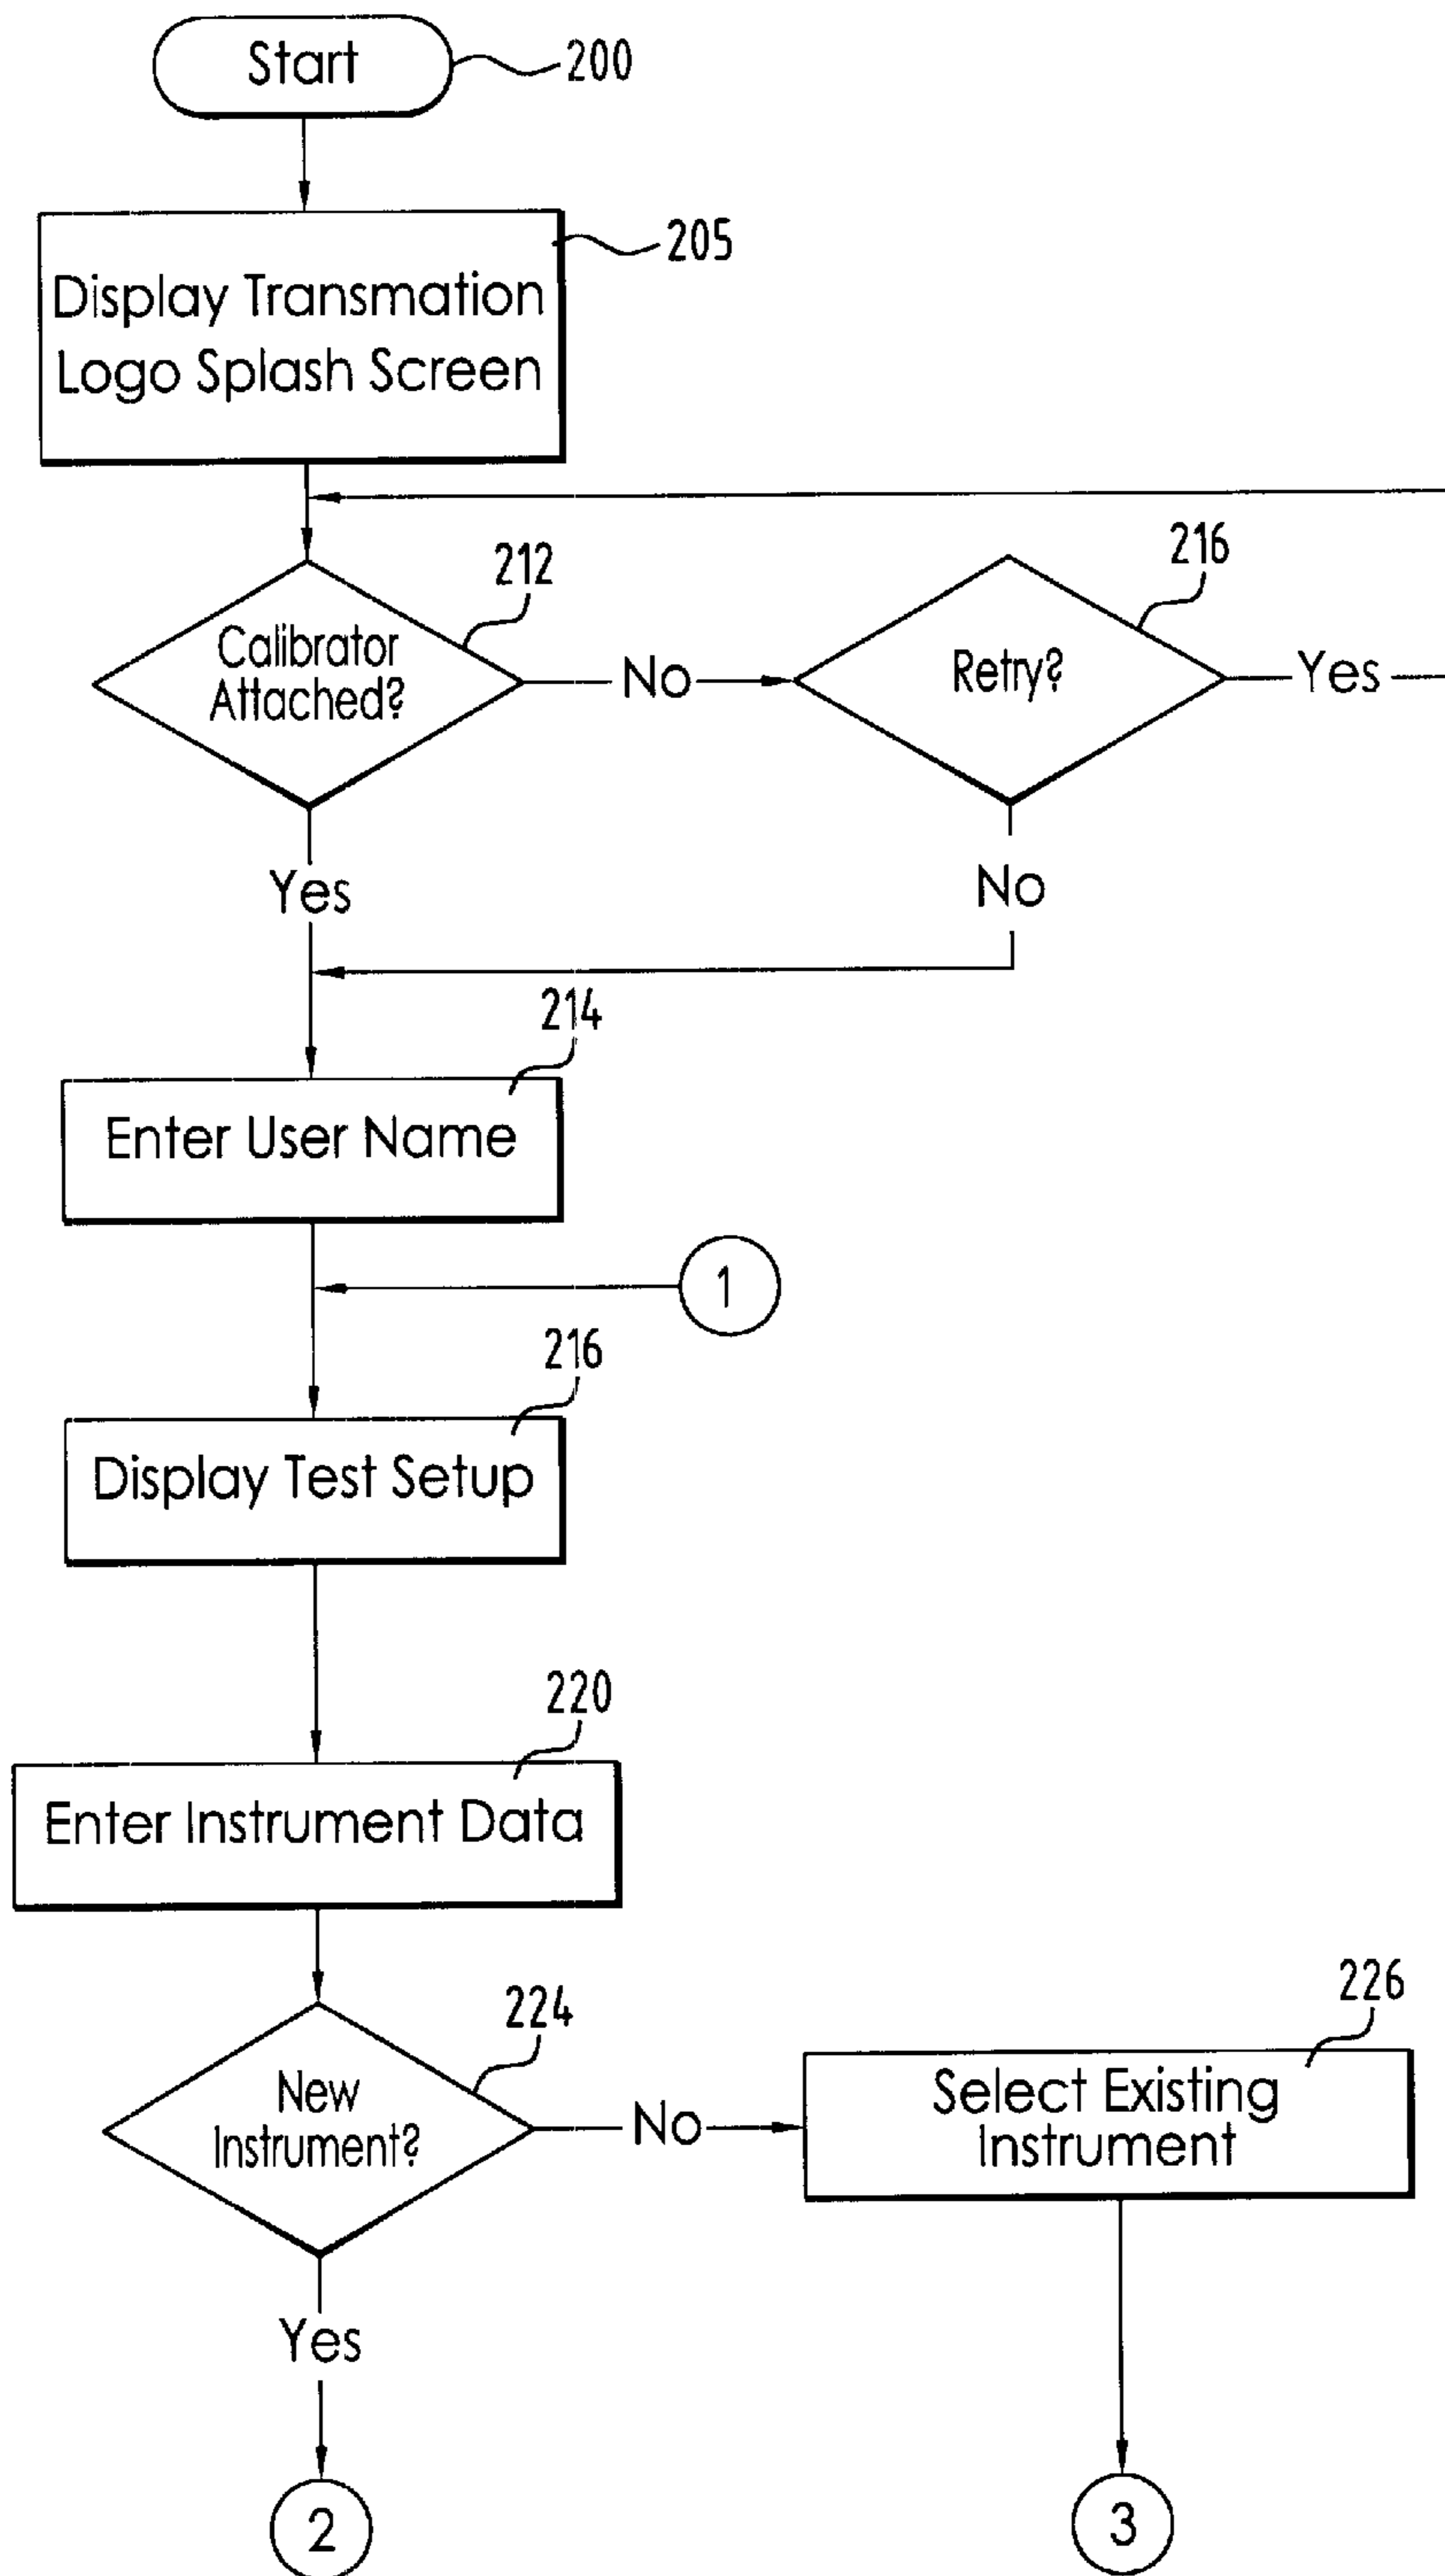 Start
200
205
Display Transmation
Logo Splash Screen
212
216
Calibrator
Attached?
No
Retry?
Yes
Yes
No
214
Enter User Name
1
216
Display Test Setup
220
Enter Instrument Data
224
226
New
Instrument?
No
Select Existing
Instrument
Yes
2
3